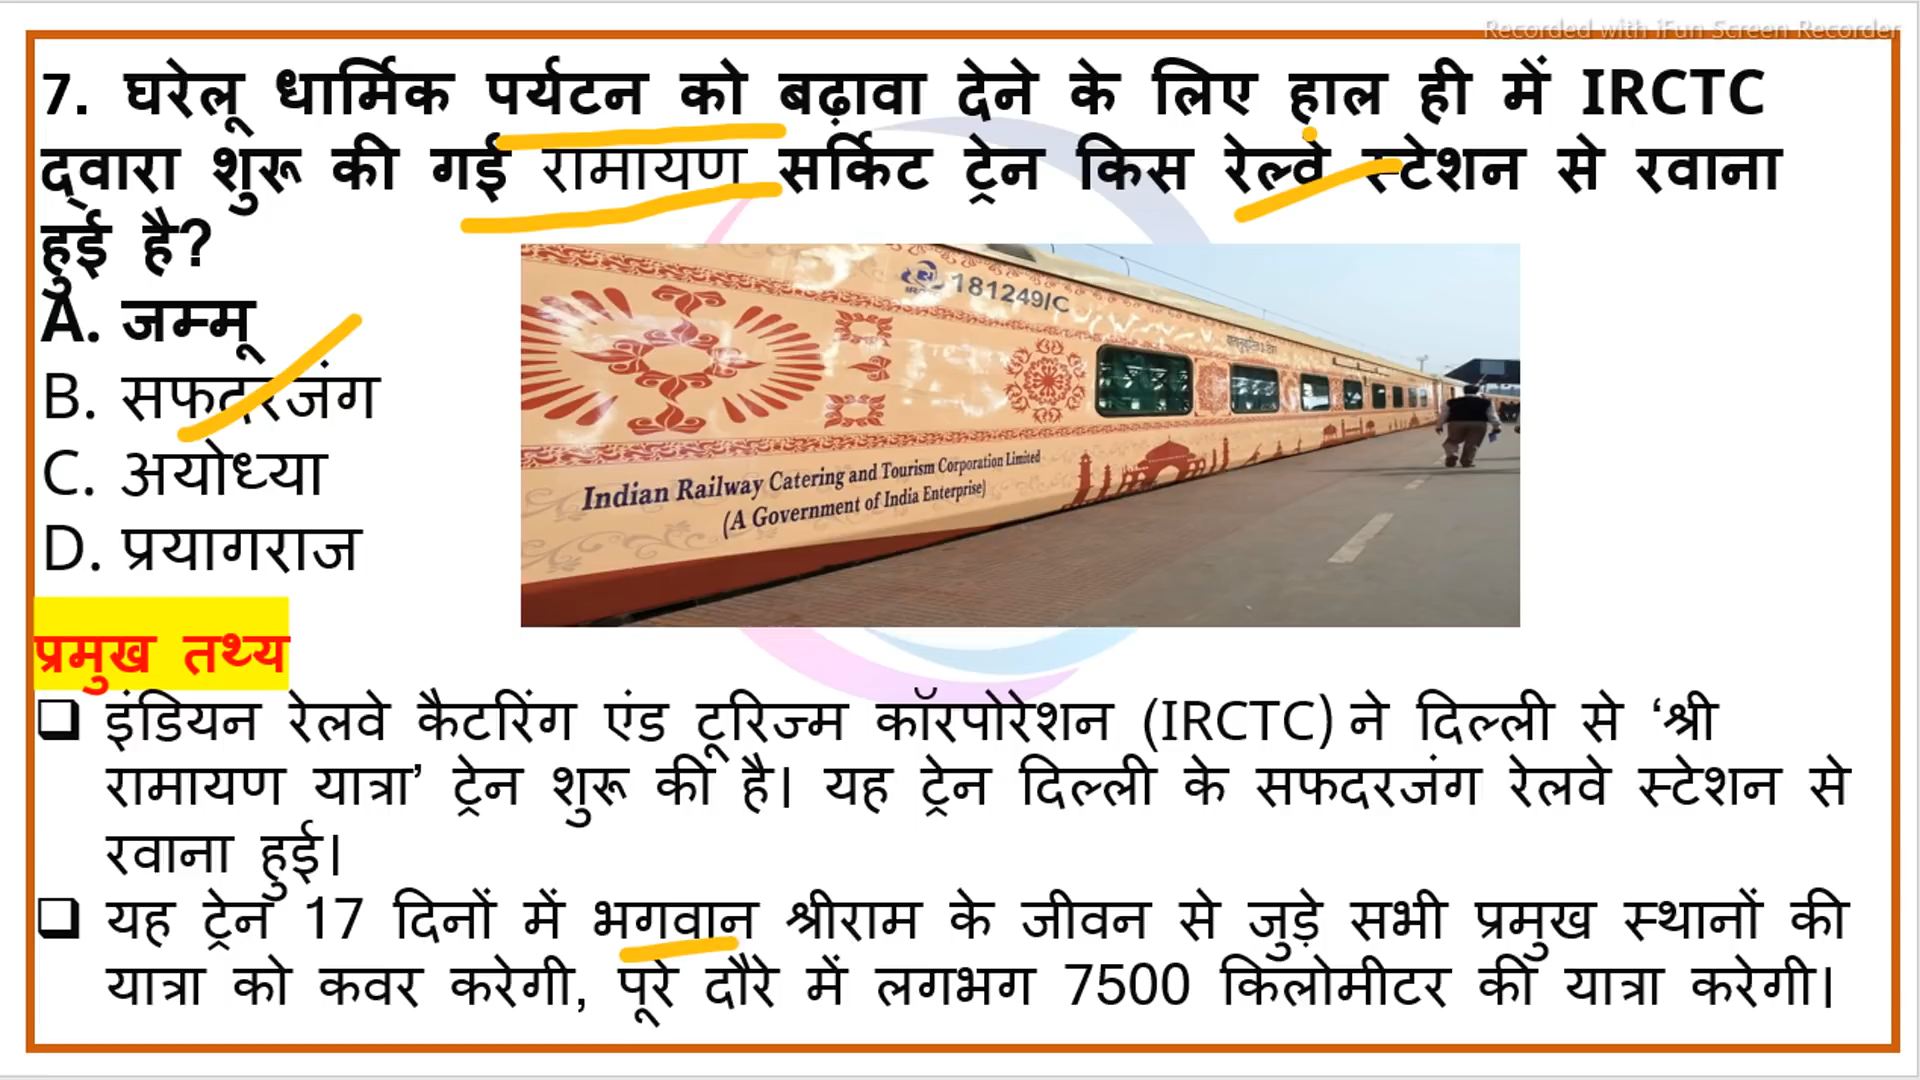 Recorded with iFun Screen Recorder
7. घरेलू धार्मिक पर्यटन को बढ़ावा देने के लिए हाल ही में IRCTC
द्वारा शुरू की गई रामायण सर्किट ट्रेन किस रेल्वे स्टेशन से रवाना
हुई है?
A. जम्मू
B. सफदरजंग
C. अयोध्या
D. प्रयागराज
181249/C
Indian Railway Catering and Tourism Corporation Limited
(A Government of India Enterprise)
प्रमुख तथ्य
इंडियन रेलवे कैटरिंग एंड टूरिज्म कॉरपोरेशन (IRCTC) ने दिल्ली से ‘श्री
रामायण यात्रा’ ट्रेन शुरू की है। यह ट्रेन दिल्ली के सफदरजंग रेलवे स्टेशन से
रवाना हुई।
यह ट्रेन 17 दिनों में भगवान श्रीराम के जीवन से जुड़े सभी प्रमुख स्थानों की
यात्रा को कवर करेगी, पूरे दौरे में लगभग 7500 किलोमीटर की यात्रा करेगी।